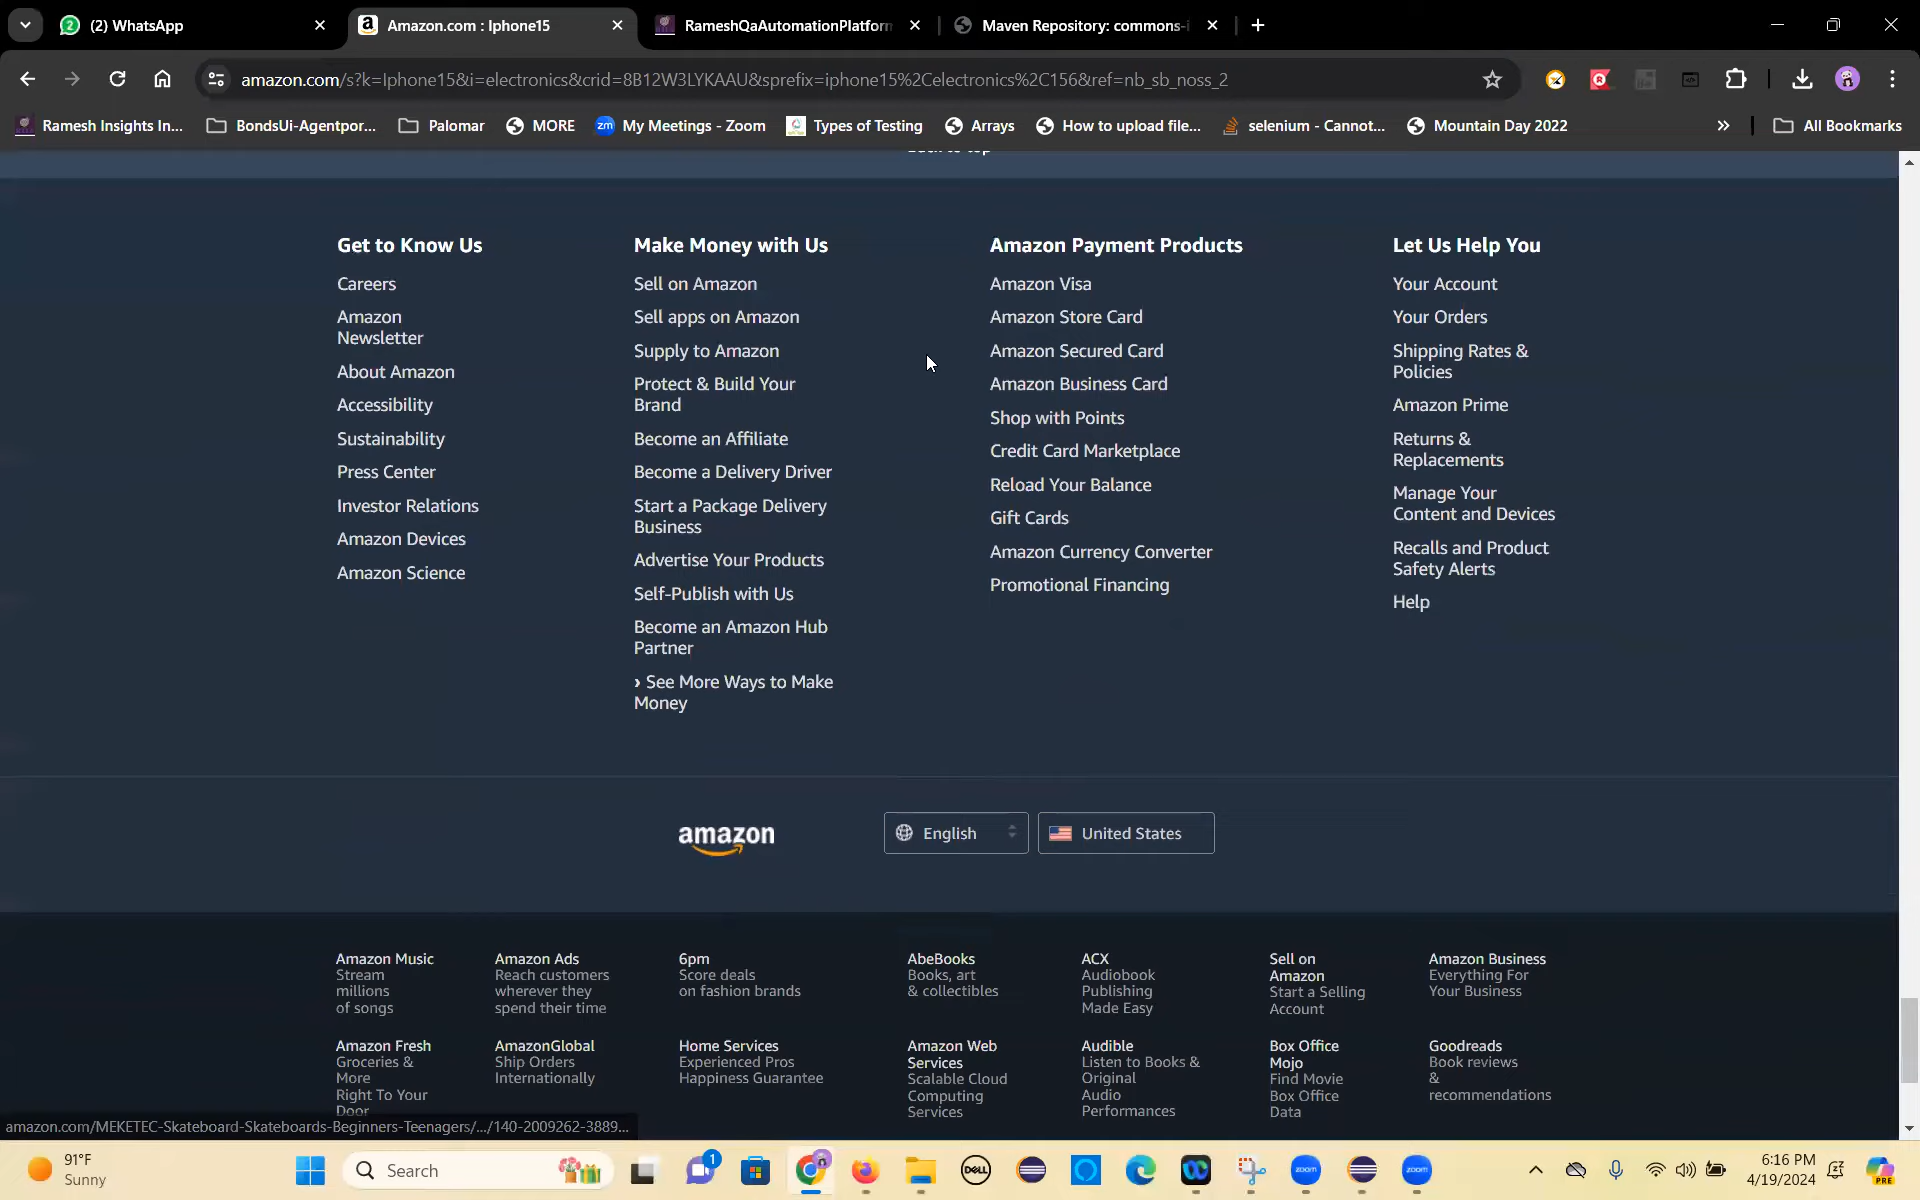 (2) WhatsApp
Amazon.com : Iphone15
RameshQaAutomationPlatform
Maven Repository: commons-i
amazon.com/s?k=Iphone15&i=electronics&crid=8B12W3LYKAAU&sprefix=iphone15%2Celectronics%2C156&ref=nb_sb_noss_2
Ramesh Insights In...
BondsUi-Agentpor...
Palomar
MORE
zm My Meetings - Zoom
Types of Testing
Arrays
How to upload file...
selenium - Cannot...
Mountain Day 2022
All Bookmarks
Back to top
Get to Know Us
Careers
Amazon
Newsletter
About Amazon
Accessibility
Sustainability
Press Center
Investor Relations
Amazon Devices
Amazon Science
Make Money with Us
Sell on Amazon
Sell apps on Amazon
Supply to Amazon
Protect & Build Your
Brand
Become an Affiliate
Become a Delivery Driver
Start a Package Delivery
Business
Advertise Your Products
Self-Publish with Us
Become an Amazon Hub
Partner
› See More Ways to Make
Money
Amazon Payment Products
Amazon Visa
Amazon Store Card
Amazon Secured Card
Amazon Business Card
Shop with Points
Credit Card Marketplace
Reload Your Balance
Gift Cards
Amazon Currency Converter
Promotional Financing
Let Us Help You
Your Account
Your Orders
Shipping Rates &
Policies
Amazon Prime
Returns &
Replacements
Manage Your
Content and Devices
Recalls and Product
Safety Alerts
Help
amazon
English
United States
Amazon Music
Stream
millions
of songs
Amazon Ads
Reach customers
wherever they
spend their time
6pm
Score deals
on fashion brands
AbeBooks
Books, art
& collectibles
ACX
Audiobook
Publishing
Made Easy
Sell on
Amazon
Start a Selling
Account
Amazon Business
Everything For
Your Business
Amazon Fresh
Groceries &
More
Right To Your
Door
AmazonGlobal
Ship Orders
Internationally
Home Services
Experienced Pros
Happiness Guarantee
Amazon Web
Services
Scalable Cloud
Computing
Services
Audible
Listen to Books &
Original
Audio
Performances
Box Office
Mojo
Find Movie
Box Office
Data
Goodreads
Book reviews
&
recommendations
amazon.com/MEKETEC-Skateboard-Skateboards-Beginners-Teenagers/.../140-2009262-3889...
91°F
Sunny
Search
1
DELL
zoom
zoom
6:16 PM
4/19/2024
PRE